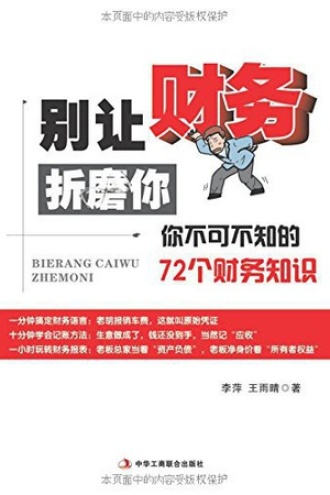 本页中的内容受版权保护
别让财务
折磨你
BIERANG CAIWU
ZHEMONI
你不可不知的
72个财务知识
一分钟搞定财务语言：老胡报销车费，这就叫原始凭证
十分钟学会记账方法：生意做成了，钱还没到手，当然记“应收”
一小时玩转财务报表：老板总家当看“资产负债”，老板净身价看“所有者权益”
李萍 王雨晴◎著
中华工商联合出版社
本页中的内容受版权保护